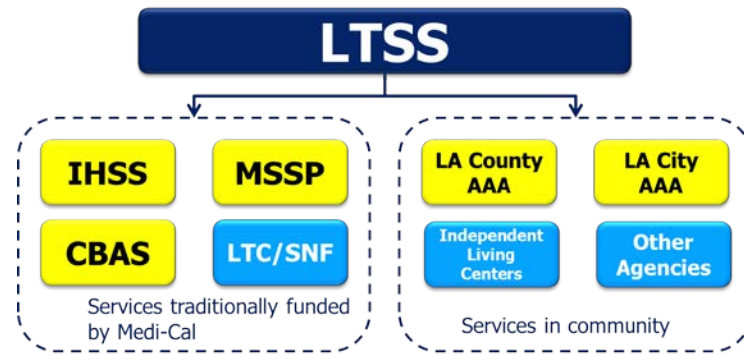 LTSS
IHSS
MSSP
CBAS
LTC/SNF
Services traditionally funded
by Medi-Cal
LA County
AAA
LA City
AAA
Independent
Living
Centers
Other
Agencies
Services in community